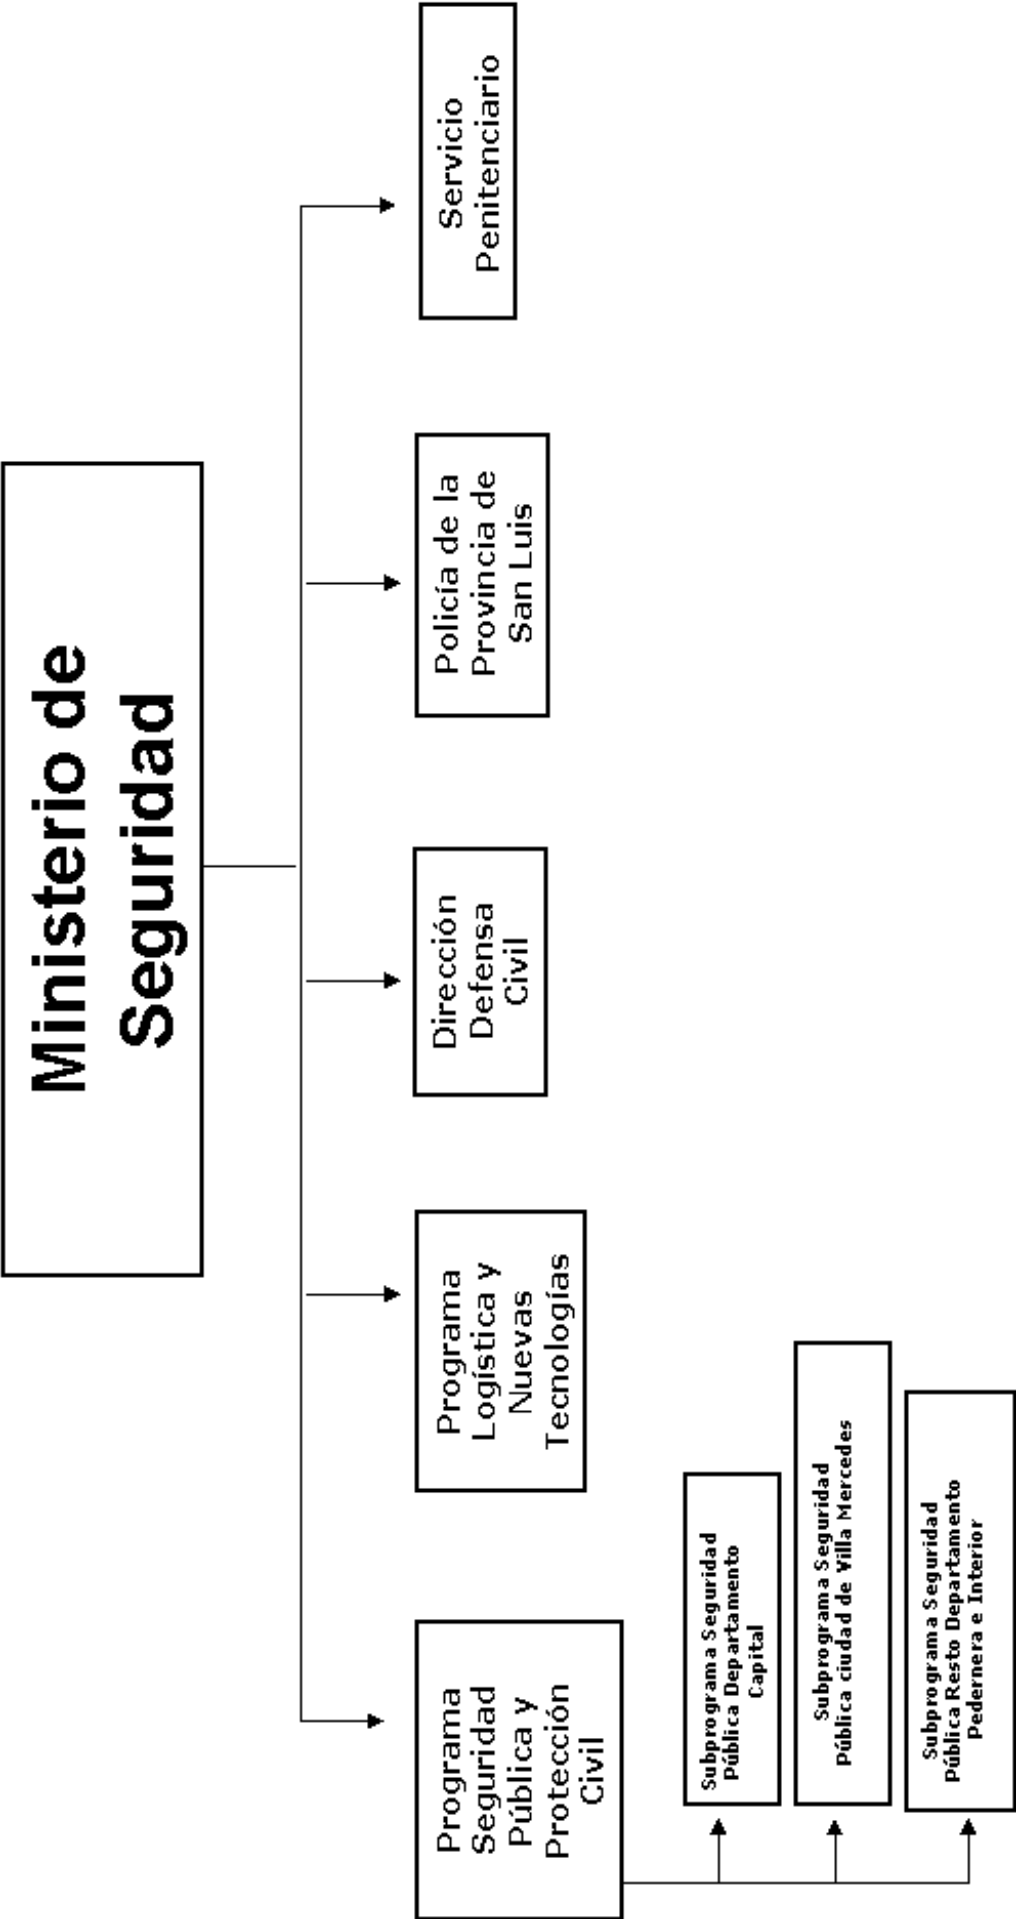 Ministerio de
Seguridad
Programa
Seguridad
Pública y
Protección
Civil
Programa
Logística y
Nuevas
Tecnologías
Dirección
Defensa
Civil
Policía de la
Provincia de
San Luis
Servicio
Penitenciario
Subprograma Seguridad
Pública Departamento
Capital
Subprograma Seguridad
Pública ciudad de Villa Mercedes
Subprograma Seguridad
Pública Resto Departamento
Pedernera e Interior